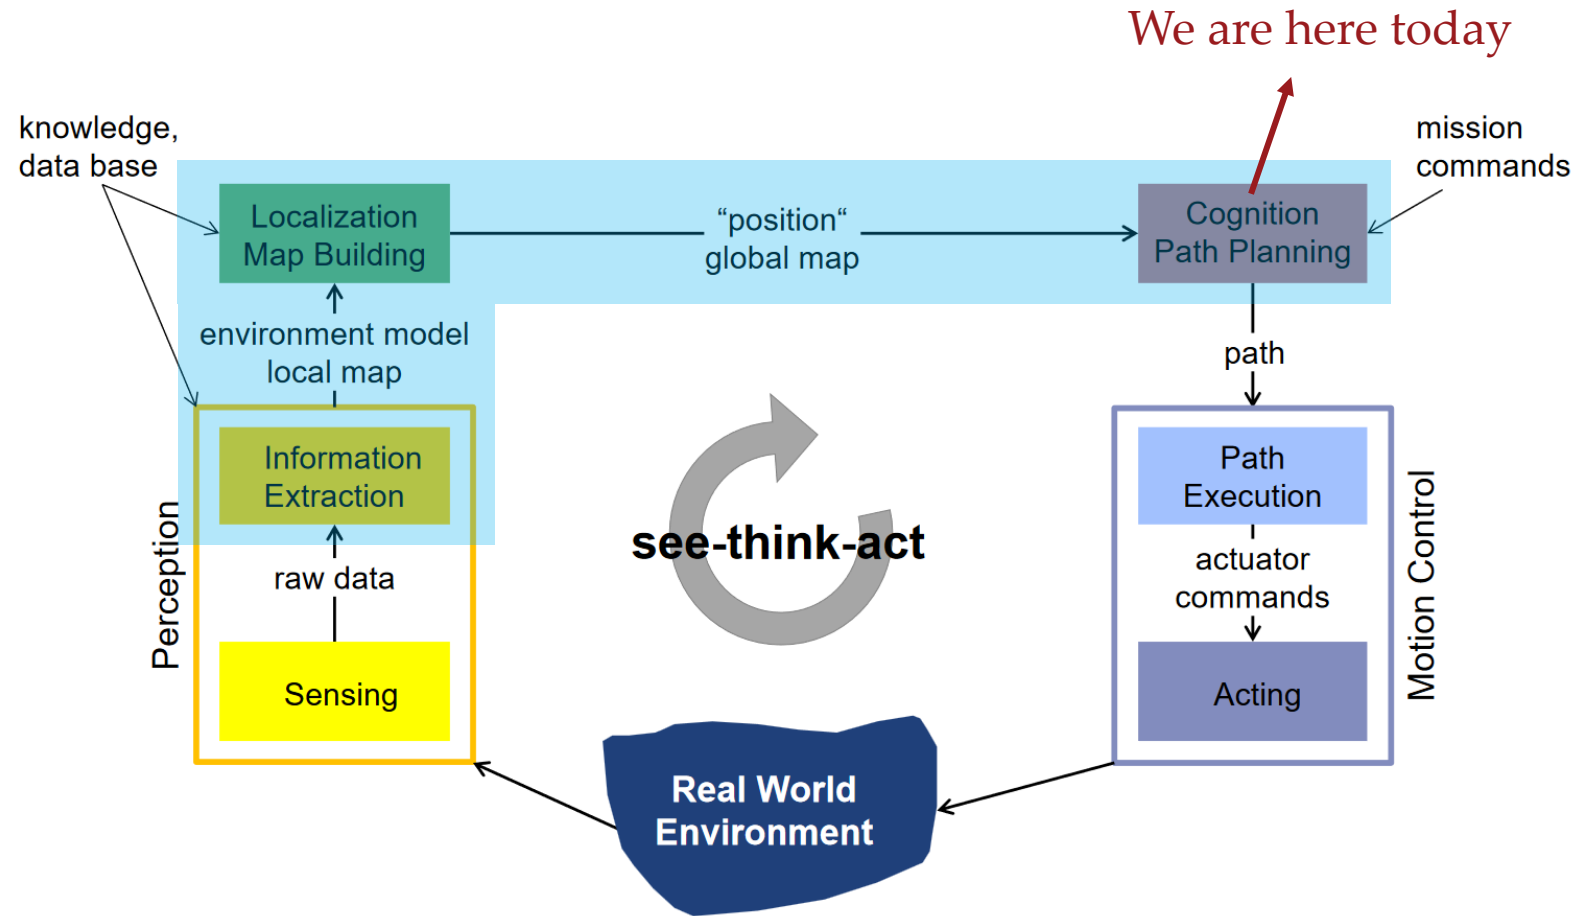 We are here today
knowledge,
data base
mission
commands
Localization
Map Building
“position“
global map
Cognition
Path Planning
environment model
local map
path
Information
Extraction
Path
Execution
Perception
see-think-act
Motion Control
raw data
actuator
commands
Sensing
Acting
Real World
Environment